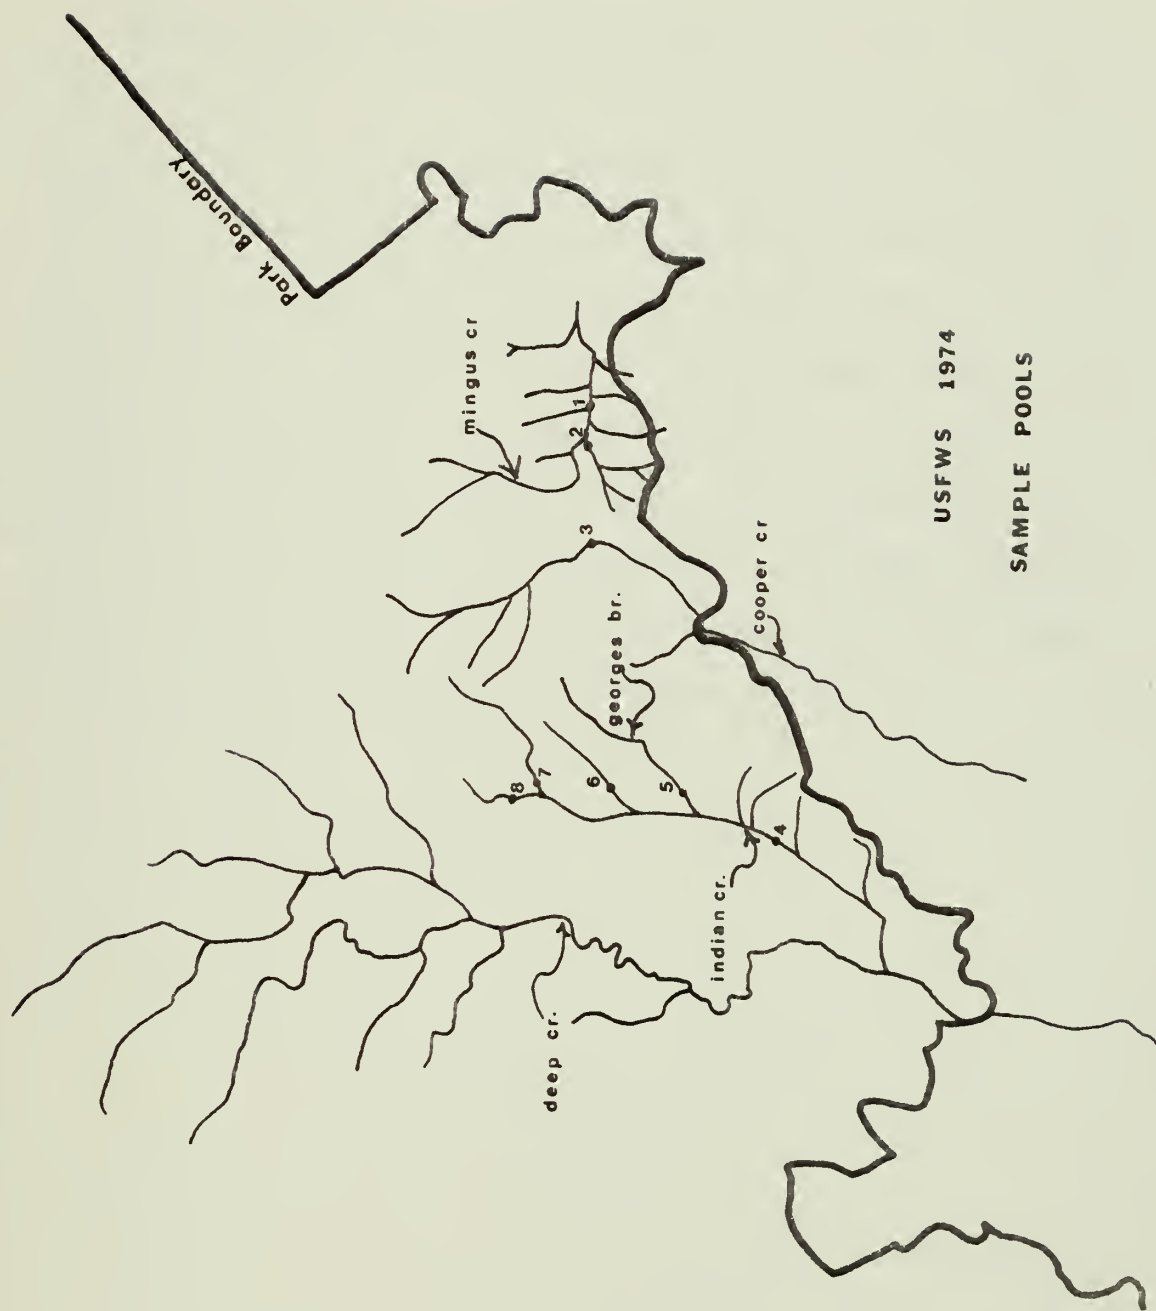 Park Boundary
mingus cr
1
2
3
georges br.
cooper cr
8
7
6
5
4
indian cr.
deep cr.
USFWS 1974
SAMPLE POOLS